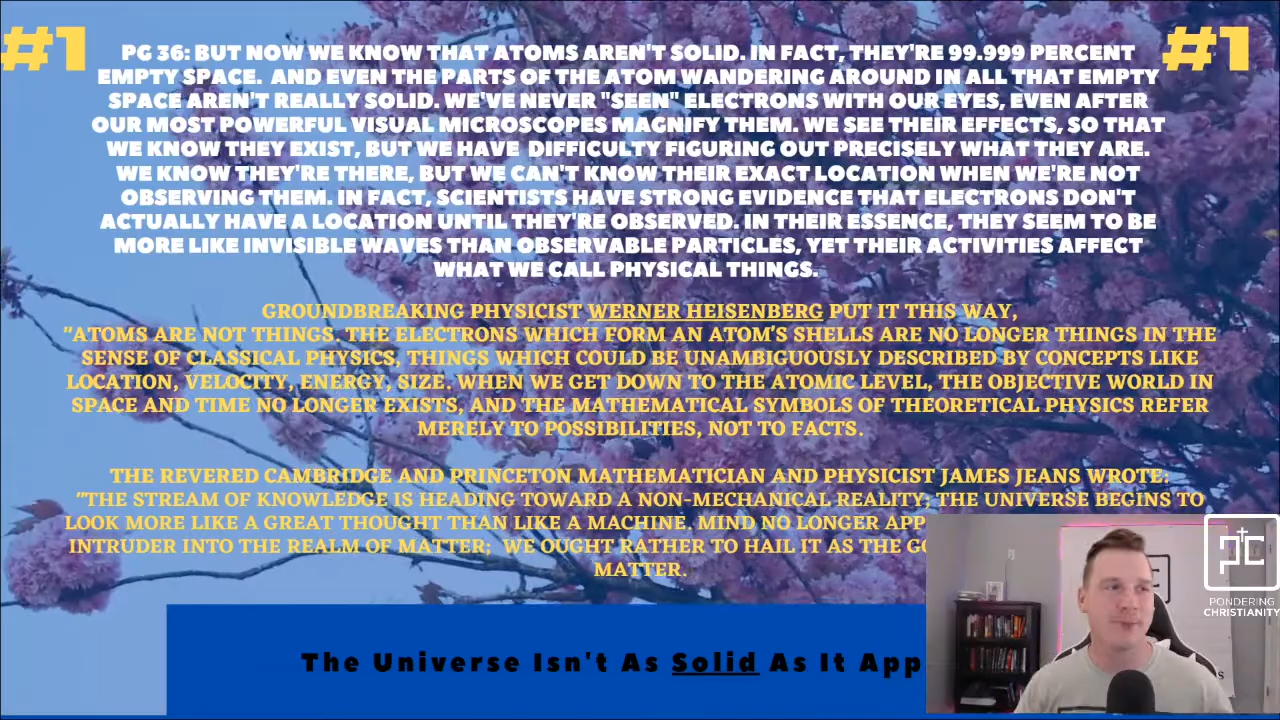 #1
#1
PG 36: BUT NOW WE KNOW THAT ATOMS AREN'T SOLID. IN FACT, THEY'RE 99.999 PERCENT
EMPTY SPACE. AND EVEN THE PARTS OF THE ATOM WANDERING AROUND IN ALL THAT EMPTY
SPACE AREN'T REALLY SOLID. WE'VE NEVER "SEEN" ELECTRONS WITH OUR EYES, EVEN AFTER
OUR MOST POWERFUL VISUAL MICROSCOPES MAGNIFY THEM. WE SEE THEIR EFFECTS, SO THAT
WE KNOW THEY EXIST, BUT WE HAVE DIFFICULTY FIGURING OUT PRECISELY WHAT THEY ARE.
WE KNOW THEY'RE THERE, BUT WE CAN'T KNOW THEIR EXACT LOCATION WHEN WE'RE NOT
OBSERVING THEM. IN FACT, SCIENTISTS HAVE STRONG EVIDENCE THAT ELECTRONS DON'T
ACTUALLY HAVE A LOCATION UNTIL THEY'RE OBSERVED. IN THEIR ESSENCE, THEY SEEM TO BE
MORE LIKE INVISIBLE WAVES THAN OBSERVABLE PARTICLES, YET THEIR ACTIVITIES AFFECT
WHAT WE CALL PHYSICAL THINGS.
GROUNDBREAKING PHYSICIST WERNER HEISENBERG PUT IT THIS WAY,
"ATOMS ARE NOT THINGS. THE ELECTRONS WHICH FORM AN ATOM'S SHELLS ARE NO LONGER THINGS IN THE
SENSE OF CLASSICAL PHYSICS, THINGS WHICH COULD BE UNAMBIGUOUSLY DESCRIBED BY CONCEPTS LIKE
LOCATION, VELOCITY, ENERGY, SIZE. WHEN WE GET DOWN TO THE ATOMIC LEVEL, THE OBJECTIVE WORLD IN
SPACE AND TIME NO LONGER EXISTS, AND THE MATHEMATICAL SYMBOLS OF THEORETICAL PHYSICS REFER
MERELY TO POSSIBILITIES, NOT TO FACTS.
THE REVERED CAMBRIDGE AND PRINCETON MATHEMATICIAN AND PHYSICIST JAMES JEANS WROTE:
"THE STREAM OF KNOWLEDGE IS HEADING TOWARD A NON-MECHANICAL REALITY; THE UNIVERSE BEGINS TO
LOOK MORE LIKE A GREAT THOUGHT THAN LIKE A MACHINE. MIND NO LONGER APP
INTRUDER INTO THE REALM OF MATTER; WE OUGHT RATHER TO HAIL IT AS THE GO
MATTER.
The Universe Isn't As Solid As It App
PC
PONDERING
CHRISTIANITY